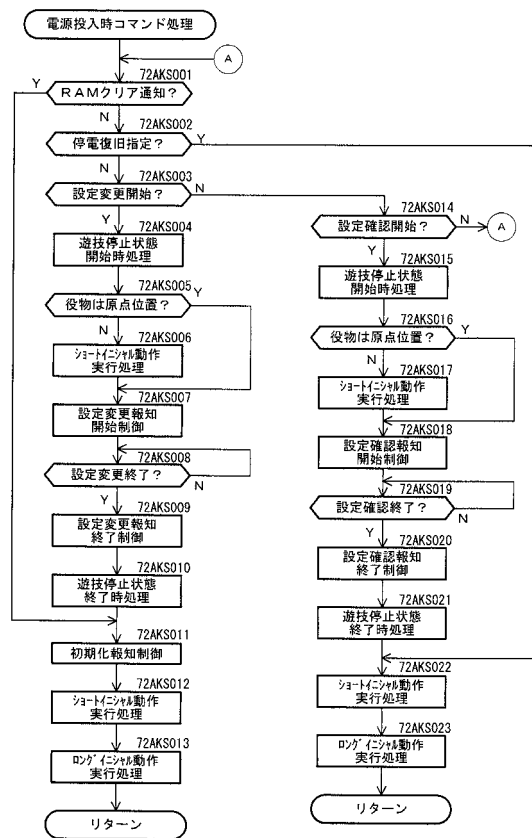 電源投入時コマンド処理
A
72AKS001
Y
RAMクリア通知?
N
72AKS002
停電復旧指定?
Y
N
72AKS003
設定変更開始?
N
Y
72AKS004
遊技停止状態
開始時処理
72AKS005
役物は原点位置?
Y
N
72AKS006
ショートイニシャル動作
実行処理
72AKS007
設定変更報知
開始制御
72AKS008
設定変更終了?
N
Y
72AKS009
設定変更報知
終了制御
72AKS010
遊技停止状態
終了時処理
72AKS011
初期化報知制御
72AKS012
ショートイニシャル動作
実行処理
72AKS013
ロングイニシャル動作
実行処理
リターン
72AKS014
設定確認開始?
N
A
Y
72AKS015
遊技停止状態
開始時処理
72AKS016
役物は原点位置?
Y
N
72AKS017
ショートイニシャル動作
実行処理
72AKS018
設定確認報知
開始制御
72AKS019
設定確認終了?
N
Y
72AKS020
設定確認報知
終了制御
72AKS021
遊技停止状態
終了時処理
72AKS022
ショートイニシャル動作
実行処理
72AKS023
ロングイニシャル動作
実行処理
リターン